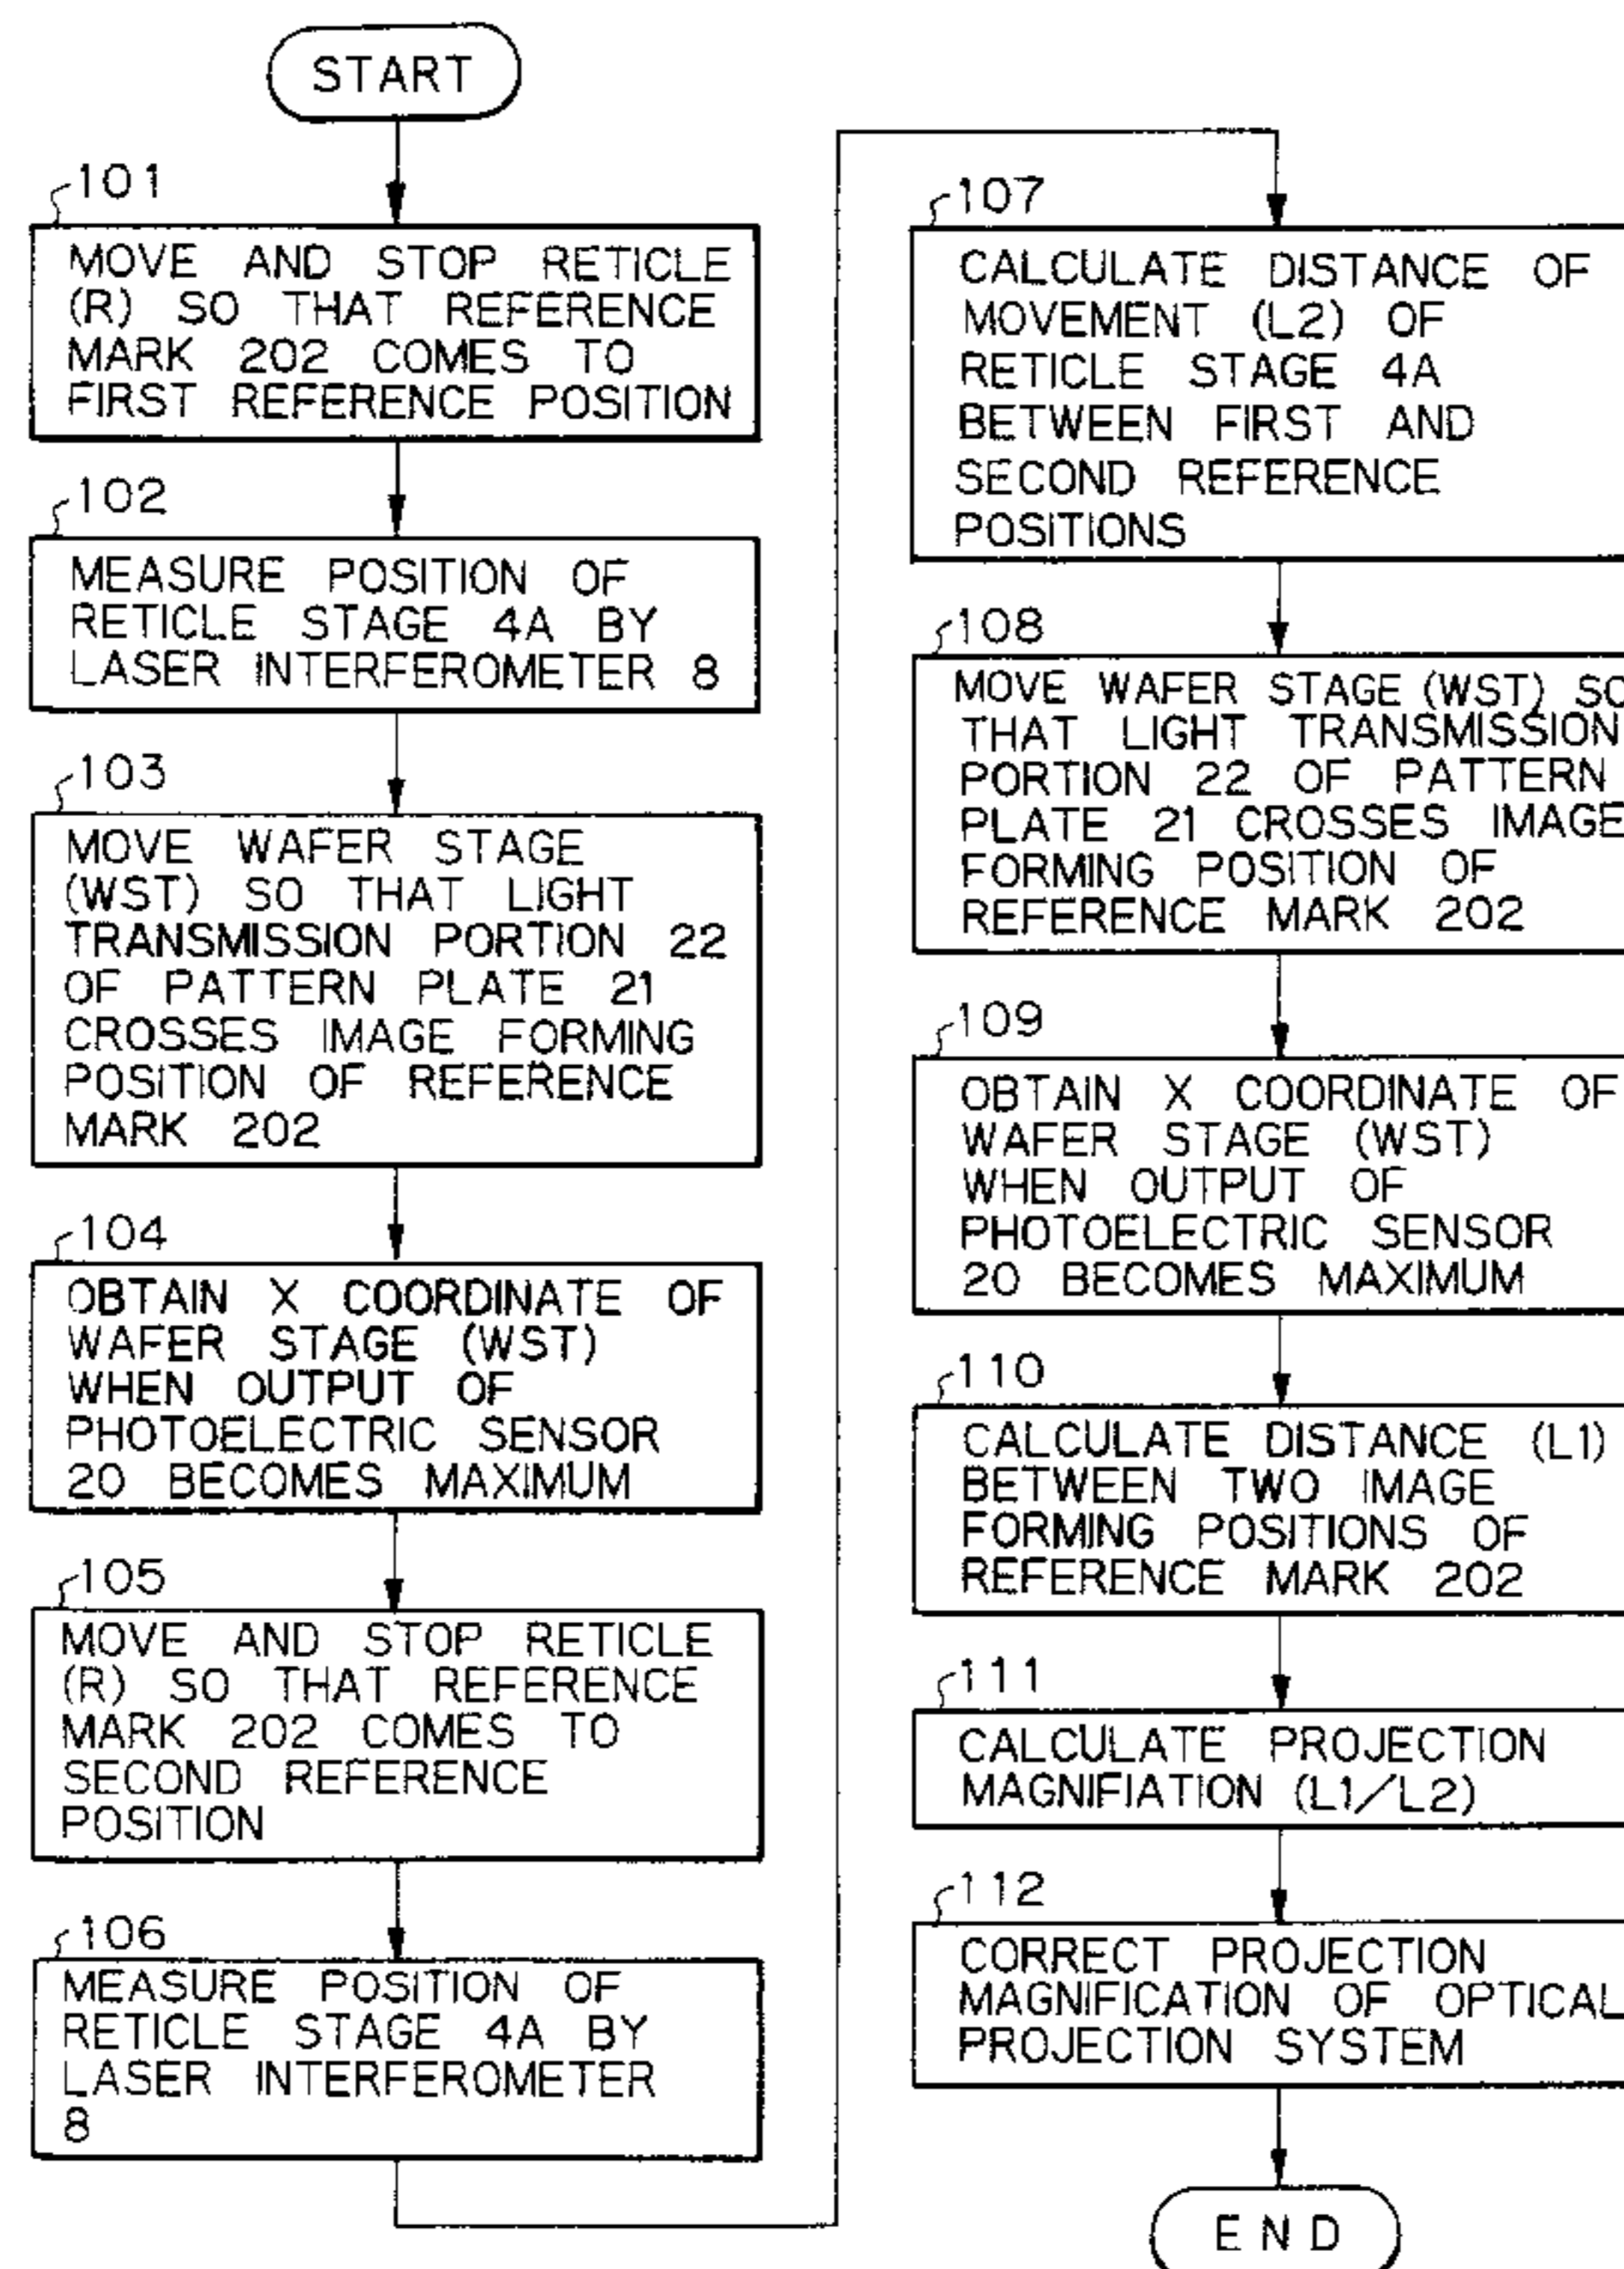 START
101
MOVE AND STOP RETICLE
(R) SO THAT REFERENCE
MARK 202 COMES TO
FIRST REFERENCE POSITION
102
MEASURE POSITION OF
RETICLE STAGE 4A BY
LASER INTERFEROMETER 8
103
MOVE WAFER STAGE
(WST) SO THAT LIGHT
TRANSMISSION PORTION 22
OF PATTERN PLATE 21
CROSSES IMAGE FORMING
POSITION OF REFERENCE
MARK 202
104
OBTAIN X COORDINATE OF
WAFER STAGE (WST)
WHEN OUTPUT OF
PHOTOELECTRIC SENSOR
20 BECOMES MAXIMUM
105
MOVE AND STOP RETICLE
(R) SO THAT REFERENCE
MARK 202 COMES TO
SECOND REFERENCE
POSITION
106
MEASURE POSITION OF
RETICLE STAGE 4A BY
LASER INTERFEROMETER
8
107
CALCULATE DISTANCE OF
MOVEMENT (L2) OF
RETICLE STAGE 4A
BETWEEN FIRST AND
SECOND REFERENCE
POSITIONS
108
MOVE WAFER STAGE (WST) SO
THAT LIGHT TRANSMISSION
PORTION 22 OF PATTERN
PLATE 21 CROSSES IMAGE
FORMING POSITION OF
REFERENCE MARK 202
109
OBTAIN X COORDINATE OF
WAFER STAGE (WST)
WHEN OUTPUT OF
PHOTOELECTRIC SENSOR
20 BECOMES MAXIMUM
110
CALCULATE DISTANCE (L1)
BETWEEN TWO IMAGE
FORMING POSITIONS OF
REFERENCE MARK 202
111
CALCULATE PROJECTION
MAGNIFIATION (L1/L2)
112
CORRECT PROJECTION
MAGNIFICATION OF OPTICAL
PROJECTION SYSTEM
END